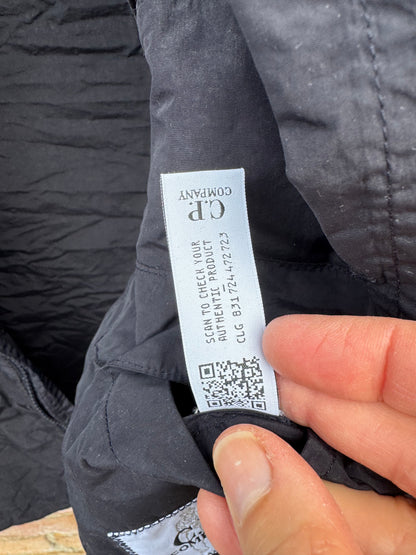 C.P.
COMPANY
SCAN TO CHECK YOUR
AUTHENTIC PRODUCT
CLG 831 724 472 723